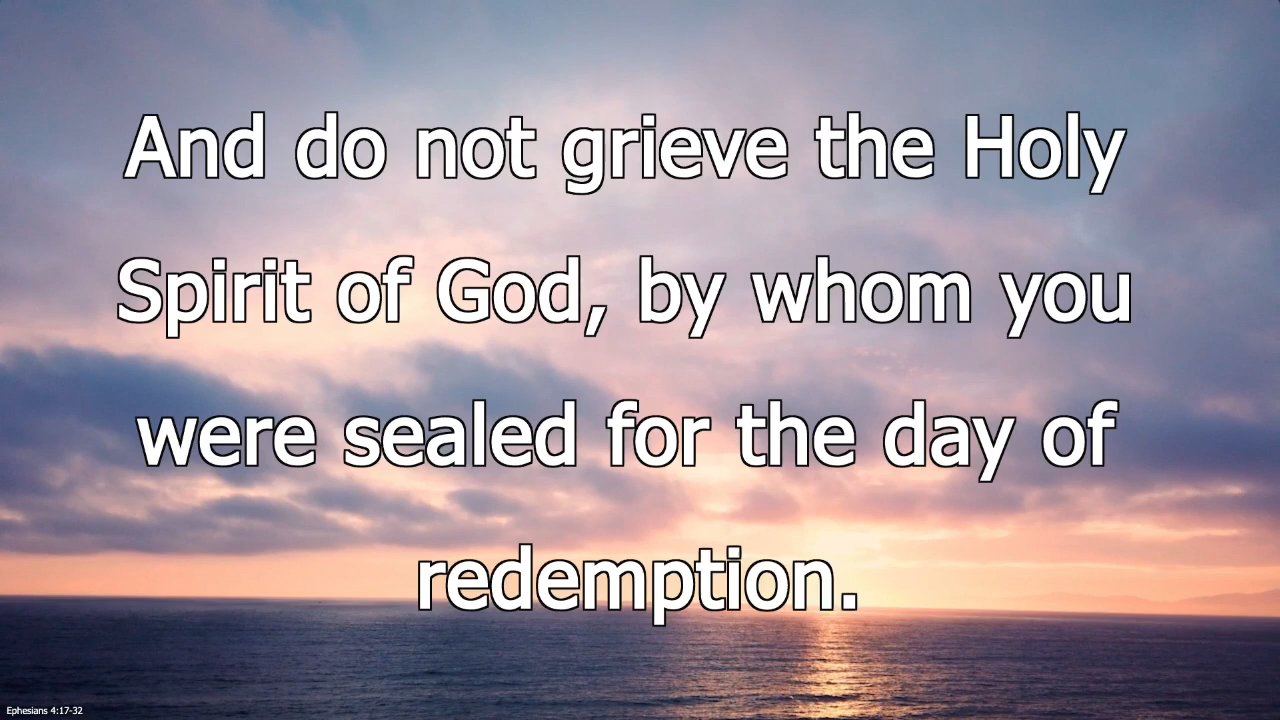 And do not grieve the Holy
Spirit of God, by whom you
were sealed for the day of
redemption.
Ephesians 4:17-32